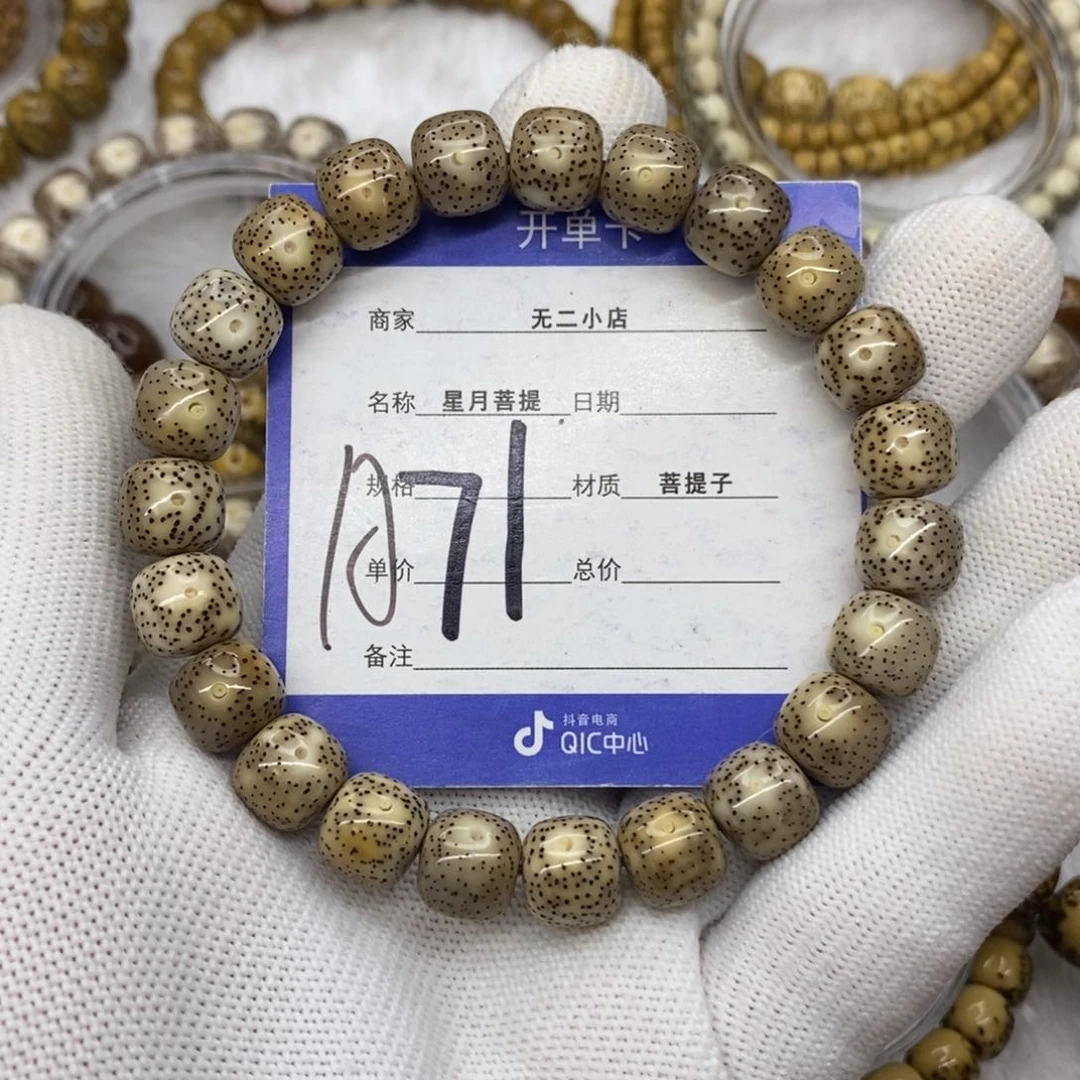 开单卡
商家 无二小店
名称 星月菩提 日期
规格 材质 菩提子
单价 总价
A71
备注
抖音电商
QIC中心